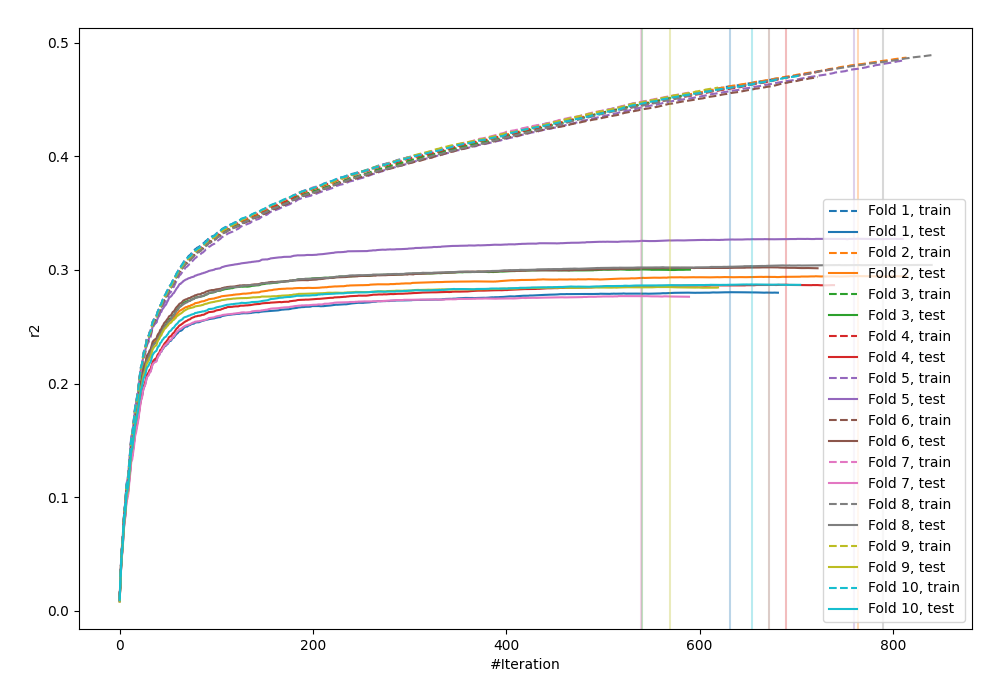 0.5
0.4
0.3
0.2
0.1
0.0
r2
0
200
400
600
800
#Iteration
Fold 1, train
Fold 1, test
Fold 2, train
Fold 2, test
Fold 3, train
Fold 3, test
Fold 4, train
Fold 4, test
Fold 5, train
Fold 5, test
Fold 6, train
Fold 6, test
Fold 7, train
Fold 7, test
Fold 8, train
Fold 8, test
Fold 9, train
Fold 9, test
Fold 10, train
Fold 10, test